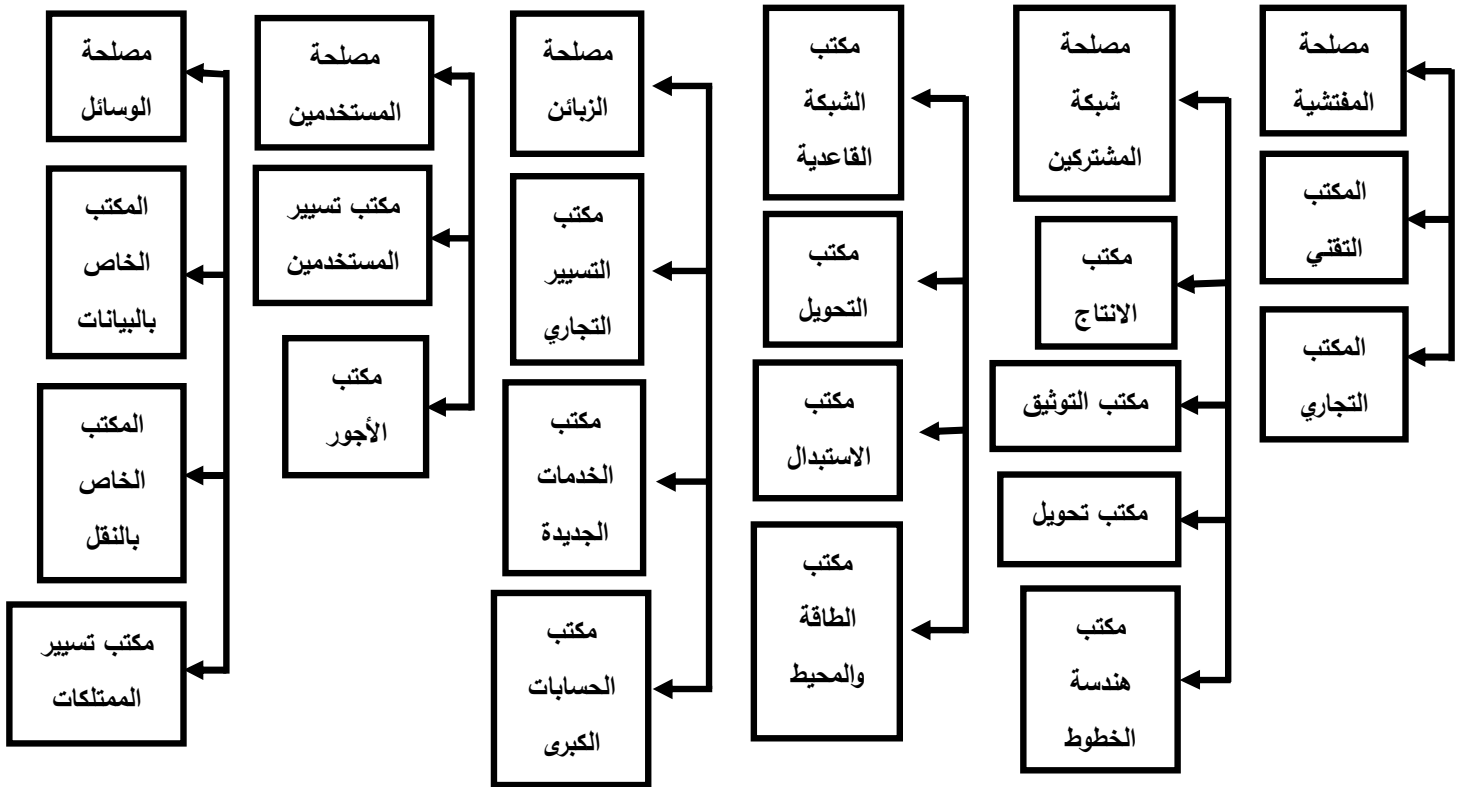 مصلحة
المفتشية
المكتب
التقني
المكتب
التجاري
مصلحة
شبكة
المشتركين
مكتب
الانتاج
مكتب التوثيق
مكتب تحويل
مكتب
هندسة
الخطوط
مكتب
الشبكة
القاعدية
مكتب
التحويل
مكتب
الاستبدال
مكتب
الطاقة
والمحيط
مصلحة
الزبائن
مكتب
التسيير
التجاري
مكتب
الخدمات
الجديدة
مكتب
الحسابات
الكبرى
مصلحة
المستخدمين
مكتب تسيير
المستخدمين
مكتب
الأجور
مصلحة
الوسائل
المكتب
الخاص
بالبيانات
المكتب
الخاص
بالنقل
مكتب تسيير
الممتلكات